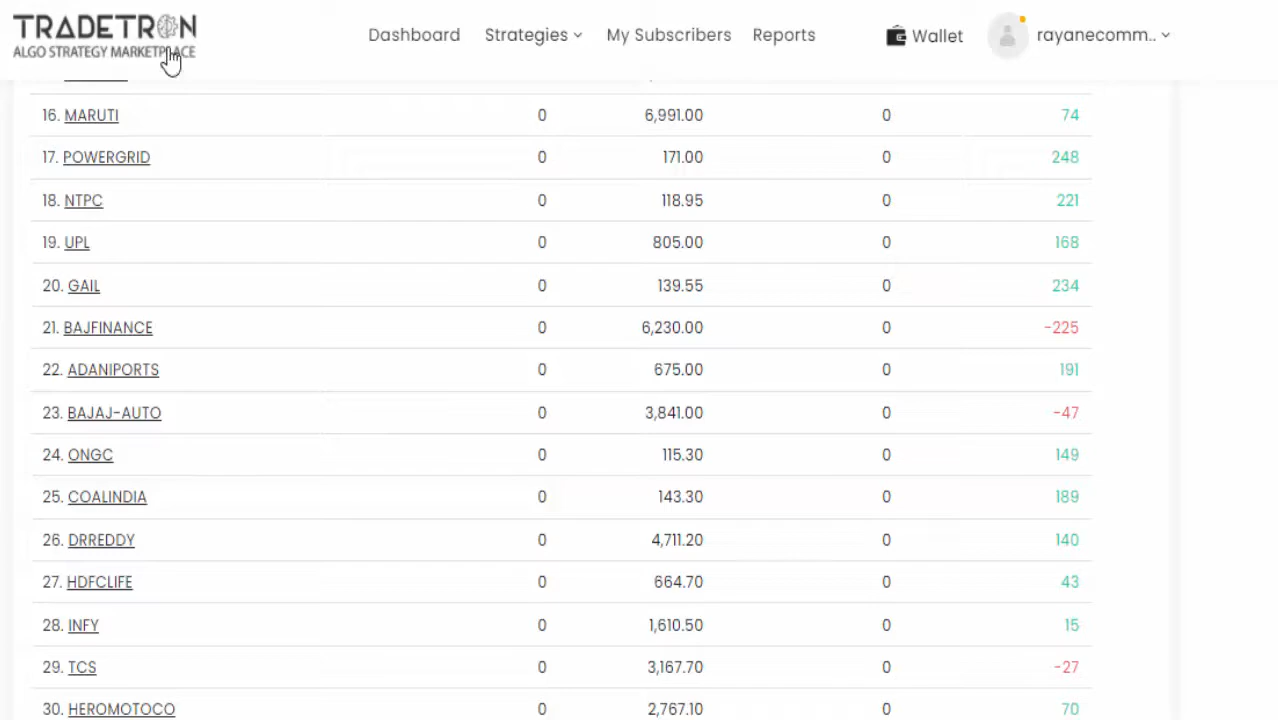 TRADETRON
ALGO STRATEGY MARKETPLACE
Dashboard Strategies My Subscribers Reports Wallet rayanecomm..
16. MARUTI 0 6,991.00 0 74
17. POWERGRID 0 171.00 0 248
18. NTPC 0 118.95 0 221
19. UPL 0 805.00 0 168
20. GAIL 0 139.55 0 234
21. BAJFINANCE 0 6,230.00 0 -225
22. ADANIPORTS 0 675.00 0 191
23. BAJAJ-AUTO 0 3,841.00 0 -47
24. ONGC 0 115.30 0 149
25. COALINDIA 0 143.30 0 189
26. DRREDDY 0 4,711.20 0 140
27. HDFCLIFE 0 664.70 0 43
28. INFY 0 1,610.50 0 15
29. TCS 0 3,167.70 0 -27
30. HEROMOTOCO 0 2,767.10 0 70